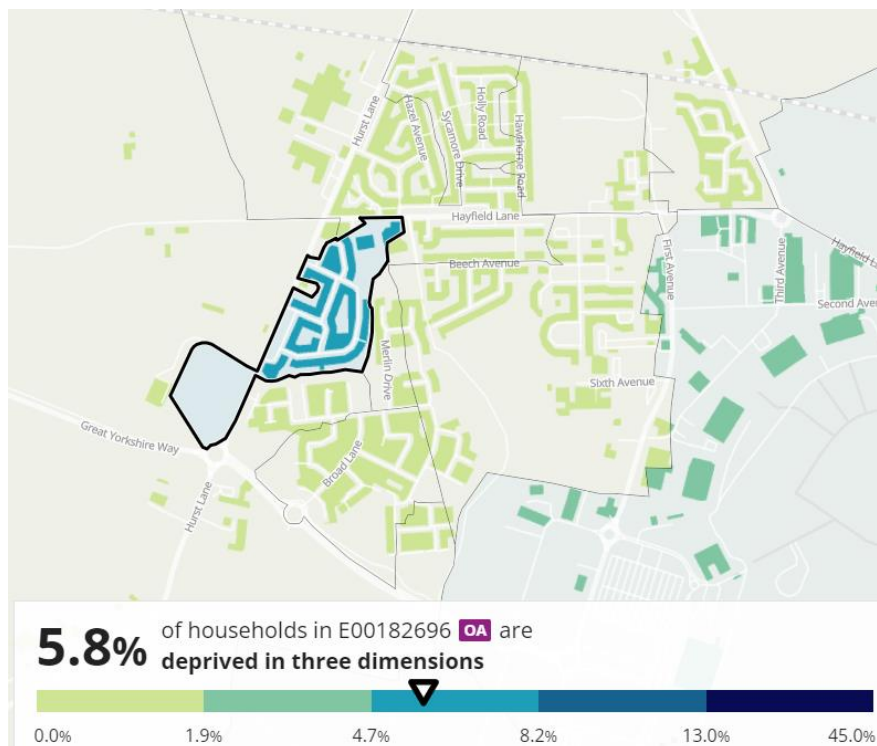 Hurst Lane
Hazel Avenue
Sycamore Drive
Holly Road
Hawthorne Road
Hayfield Lane
Beech Avenue
First Avenue
Third Avenue
Hayfield La
Second Aven
Merlin Drive
Sixth Avenue
Great Yorkshire Way
Broad Lane
Hurst Lane
5.8% of households in E00182696 OA are
deprived in three dimensions
0.0% 1.9% 4.7% 8.2% 13.0% 45.0%